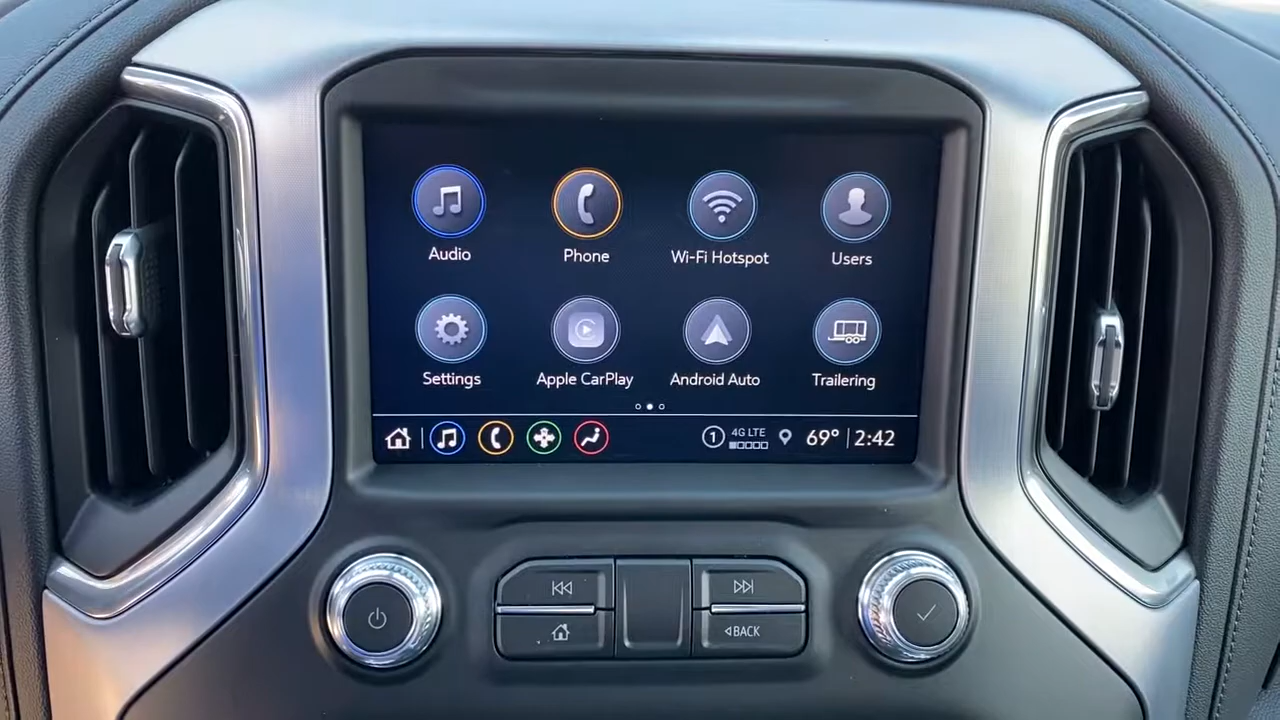 Audio Phone Wi-Fi Hotspot Users
Settings Apple CarPlay Android Auto Trailering
1 4G LTE 69° 2:42
BACK